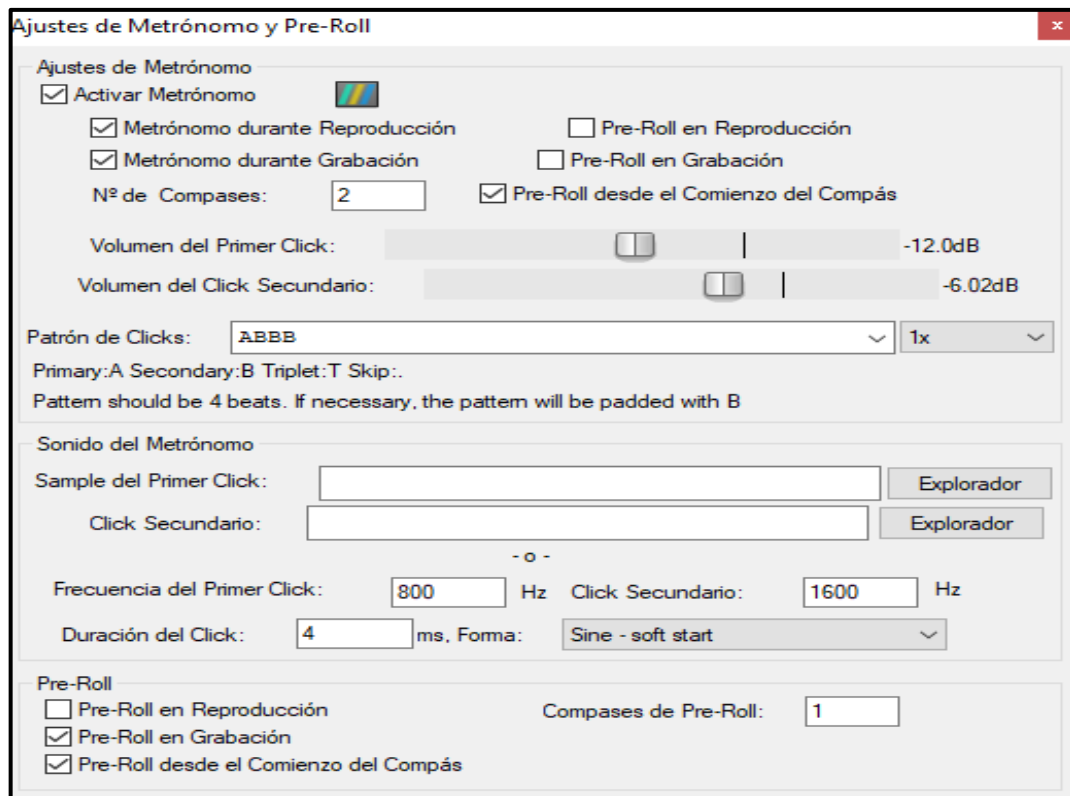 Ajustes de Metrónomo y Pre-Roll
Ajustes de Metrónomo
Activar Metrónomo
Metrónomo durante Reproducción Pre-Roll en Reproducción
Metrónomo durante Grabación Pre-Roll en Grabación
Nº de Compases: 2 Pre-Roll desde el Comienzo del Compás
Volumen del Primer Click: -12.0dB
Volumen del Click Secundario: -6.02dB
Patrón de Clicks: ABBB 1x
Primary:A Secondary:B Triplet:T Skip:.
Pattern should be 4 beats. If necessary, the pattern will be padded with B
Sonido del Metrónomo
Sample del Primer Click: Explorador
Click Secundario: Explorador
- o -
Frecuencia del Primer Click: 800 Hz Click Secundario: 1600 Hz
Duración del Click: 4 ms, Forma: Sine - soft start
Pre-Roll
Pre-Roll en Reproducción Compases de Pre-Roll: 1
Pre-Roll en Grabación
Pre-Roll desde el Comienzo del Compás